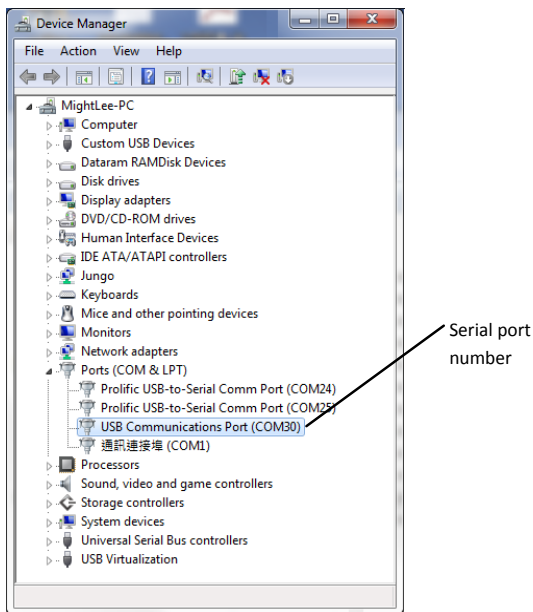 Device Manager
File Action View Help
MightLee-PC
Computer
Custom USB Devices
Dataram RAMDisk Devices
Disk drives
Display adapters
DVD/CD-ROM drives
Human Interface Devices
IDE ATA/ATAPI controllers
Jungo
Keyboards
Mice and other pointing devices
Monitors
Network adapters
Ports (COM & LPT)
Prolific USB-to-Serial Comm Port (COM24)
Prolific USB-to-Serial Comm Port (COM25)
USB Communications Port (COM30)
通訊連接埠 (COM1)
Processors
Sound, video and game controllers
Storage controllers
System devices
Universal Serial Bus controllers
USB Virtualization
Serial port
number